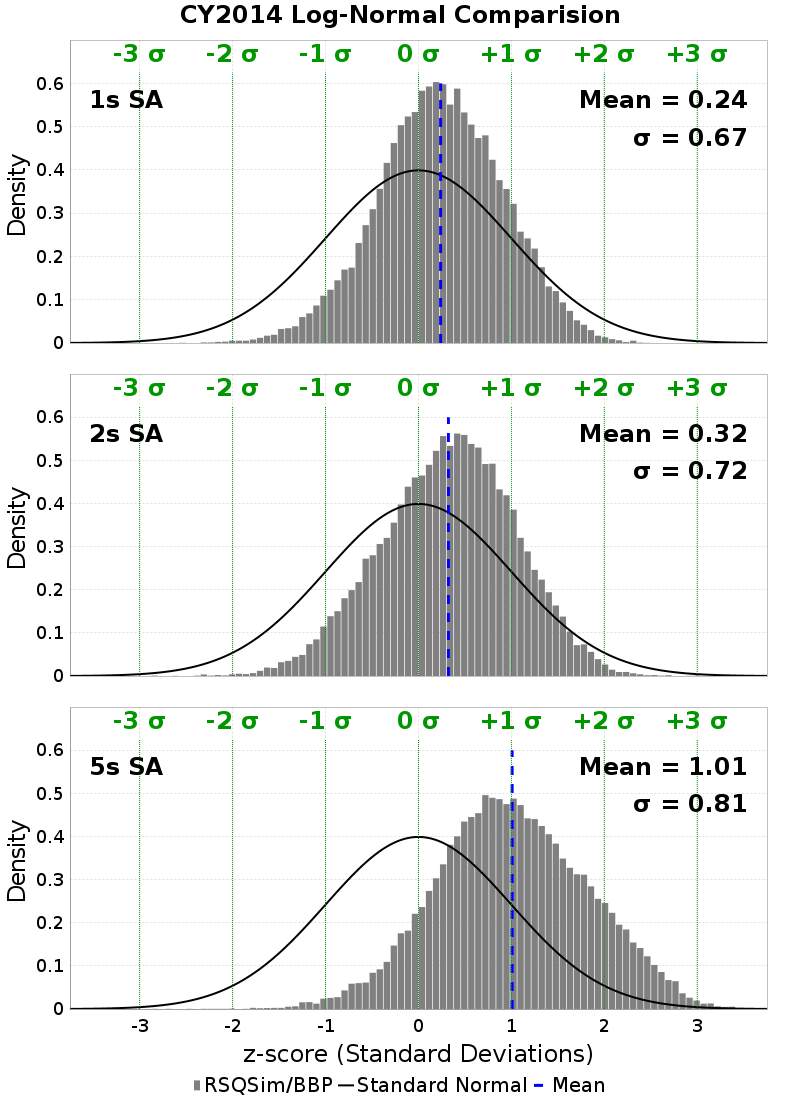 CY2014 Log-Normal Comparision
-3 σ -2 σ -1 σ 0 σ +1 σ +2 σ +3 σ
1s SA
Mean = 0.24
σ = 0.67
Density
0.6
0.5
0.4
0.3
0.2
0.1
0
-3 σ -2 σ -1 σ 0 σ +1 σ +2 σ +3 σ
2s SA
Mean = 0.32
σ = 0.72
Density
0.6
0.5
0.4
0.3
0.2
0.1
0
-3 σ -2 σ -1 σ 0 σ +1 σ +2 σ +3 σ
5s SA
Mean = 1.01
σ = 0.81
Density
0.6
0.5
0.4
0.3
0.2
0.1
0
-3 -2 -1 0 1 2 3
z-score (Standard Deviations)
RSQSim/BBP Standard Normal Mean